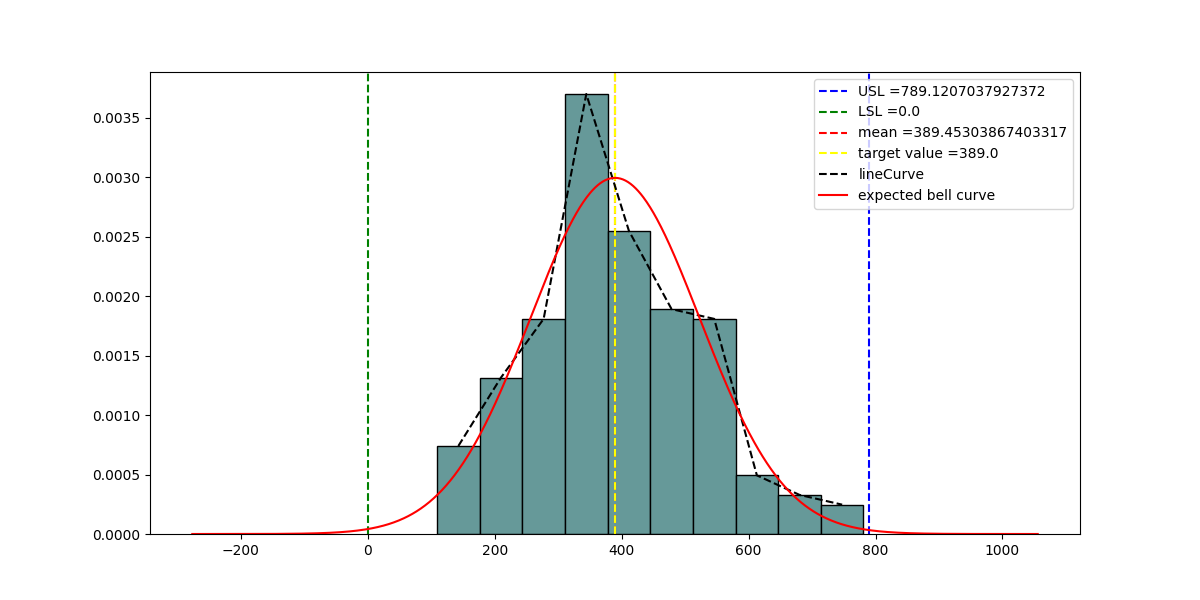 USL =789.1207037927372
LSL =0.0
mean =389.45303867403317
target value =389.0
lineCurve
expected bell curve
0.0035
0.0030
0.0025
0.0020
0.0015
0.0010
0.0005
0.0000
−200 0 200 400 600 800 1000